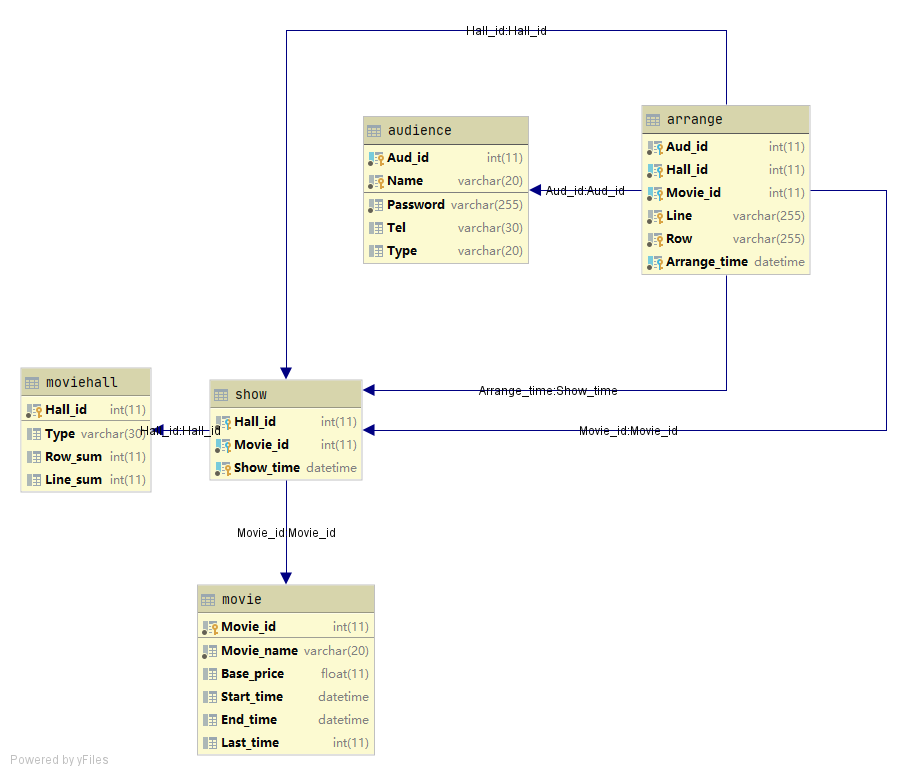 Hall_id:Hall_id
audience
Aud_id int(11)
Name varchar(20)
Password varchar(255)
Tel varchar(30)
Type varchar(20)
Aud_id:Aud_id
arrange
Aud_id int(11)
Hall_id int(11)
Movie_id int(11)
Line varchar(255)
Row varchar(255)
Arrange_time datetime
moviehall
Hall_id int(11)
Type varchar(30)
Row_sum int(11)
Line_sum int(11)
Hall_id:Hall_id
show
Hall_id int(11)
Movie_id int(11)
Show_time datetime
Arrange_time:Show_time
Movie_id:Movie_id
Movie_id:Movie_id
movie
Movie_id int(11)
Movie_name varchar(20)
Base_price float(11)
Start_time datetime
End_time datetime
Last_time int(11)
Powered by yFiles